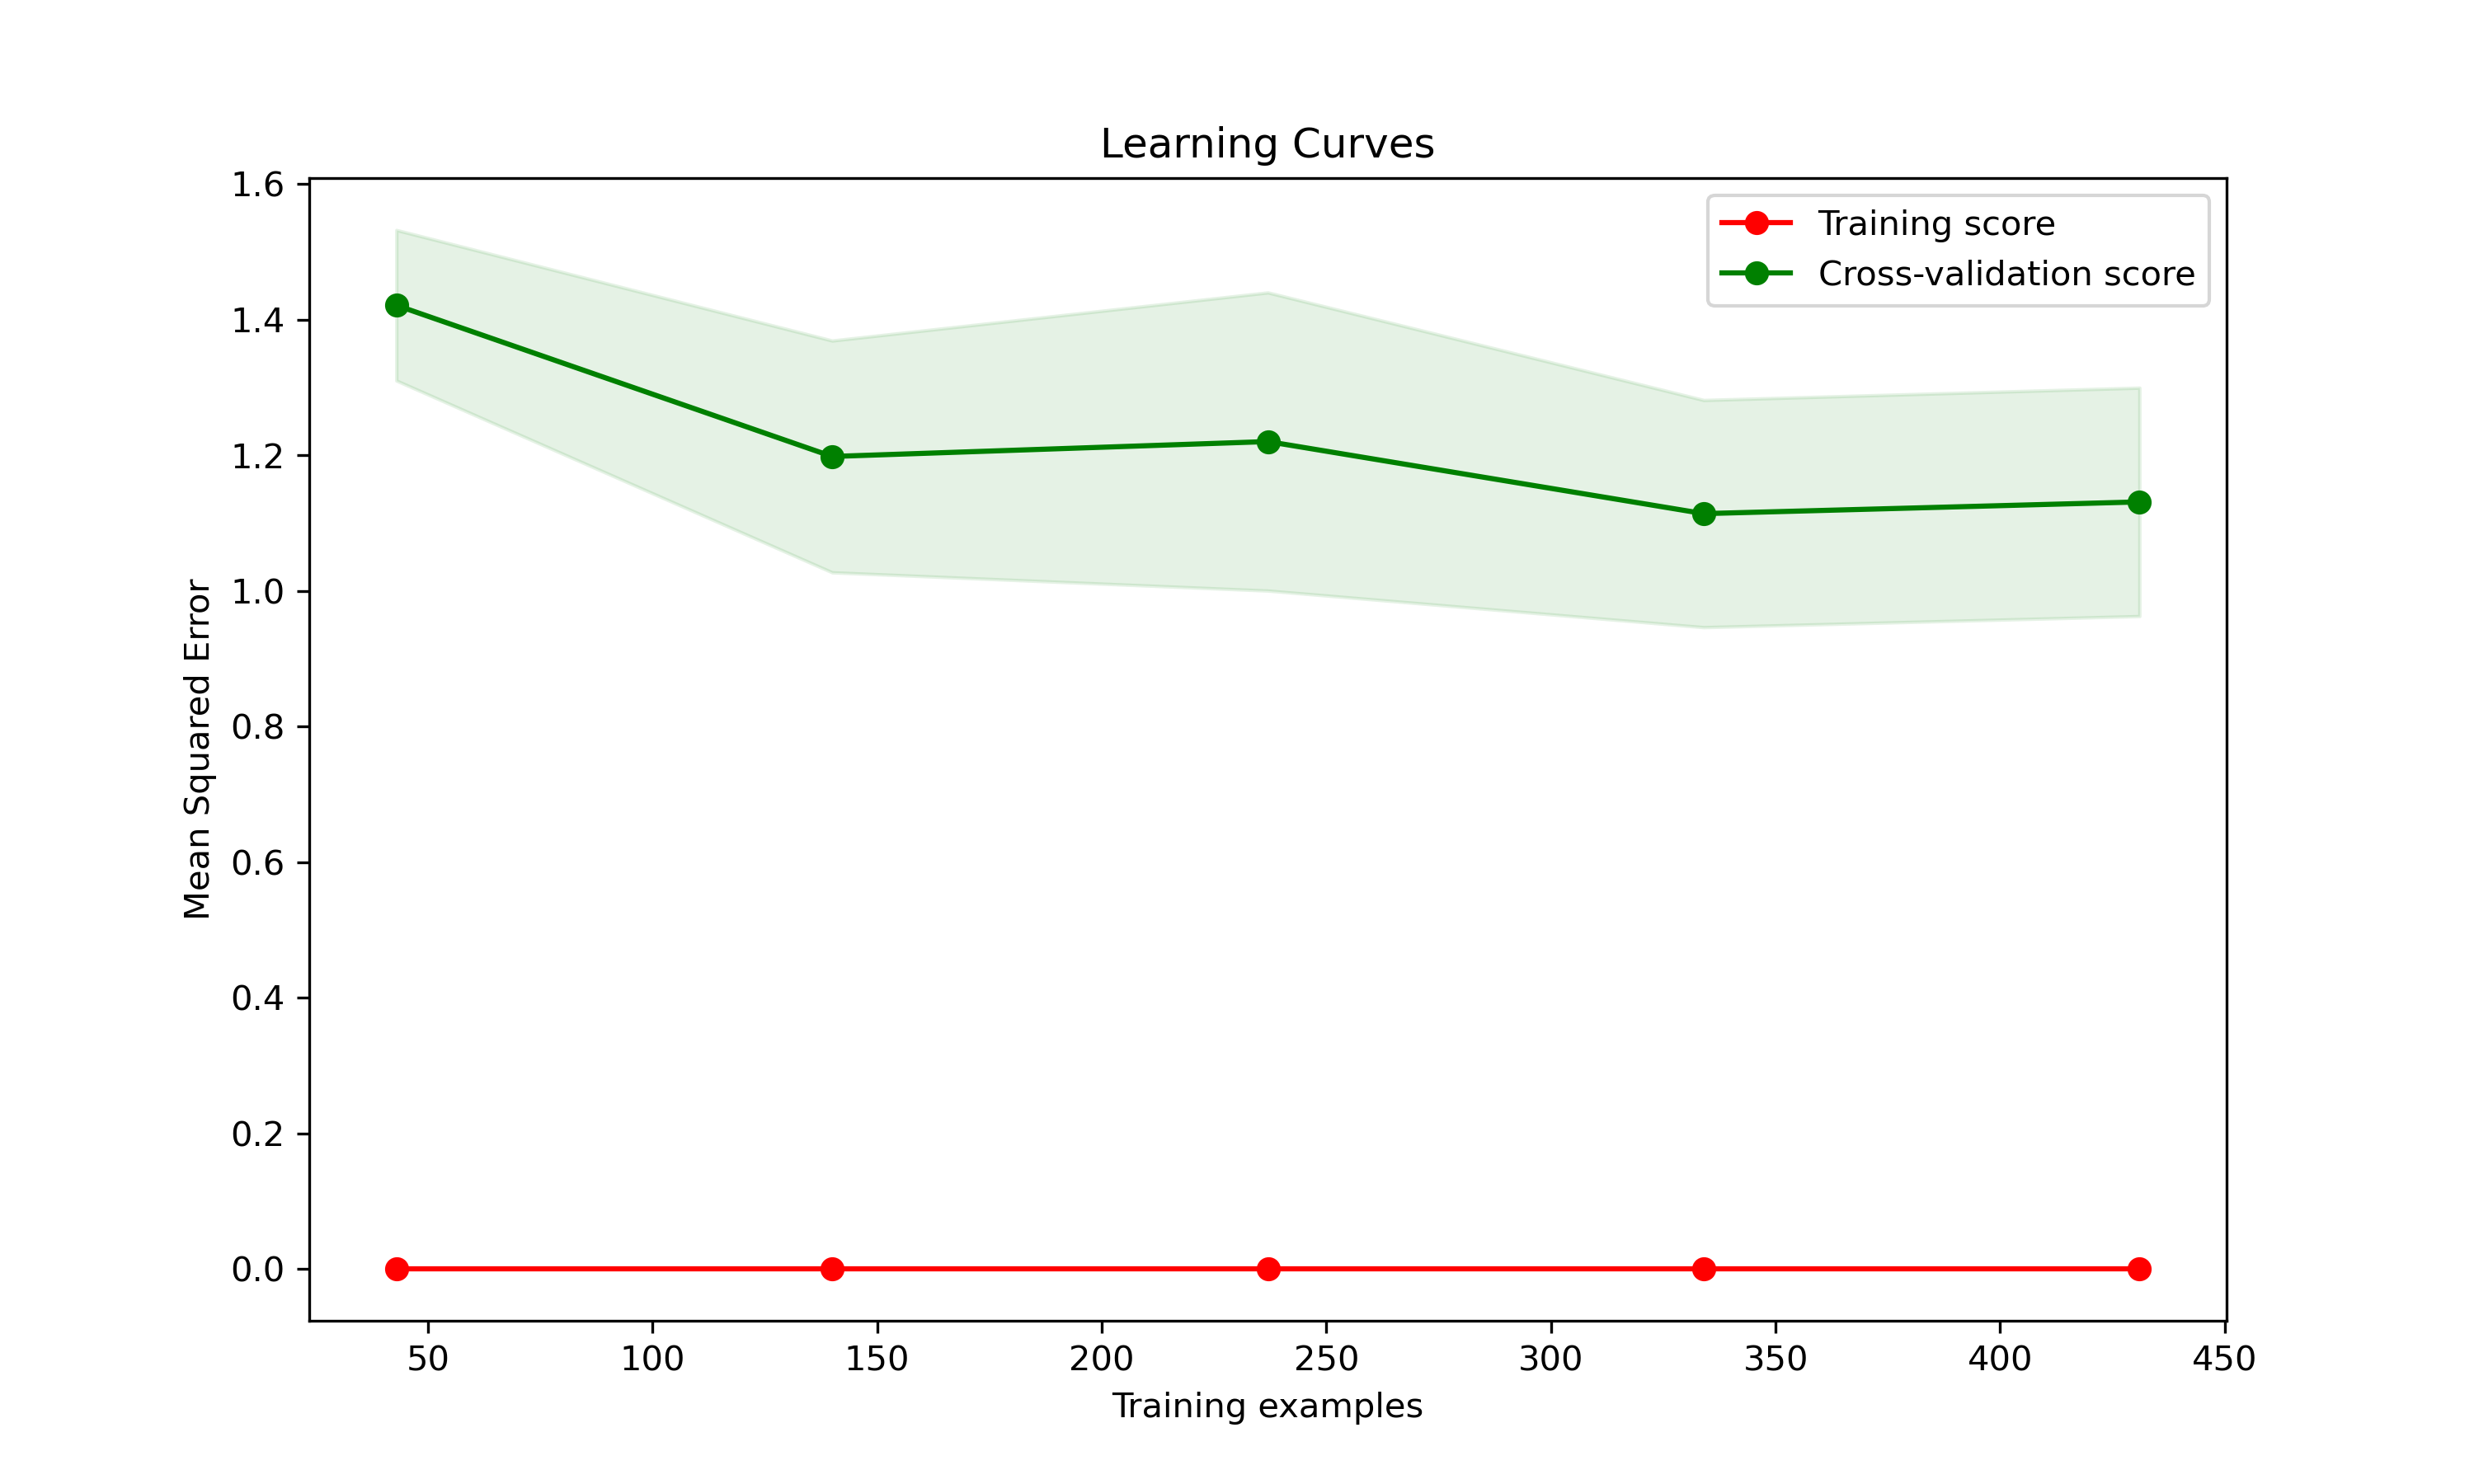 Learning Curves
1.6
1.4
1.2
1.0
0.8
0.6
0.4
0.2
0.0
Mean Squared Error
Training score
Cross-validation score
50 100 150 200 250 300 350 400 450
Training examples